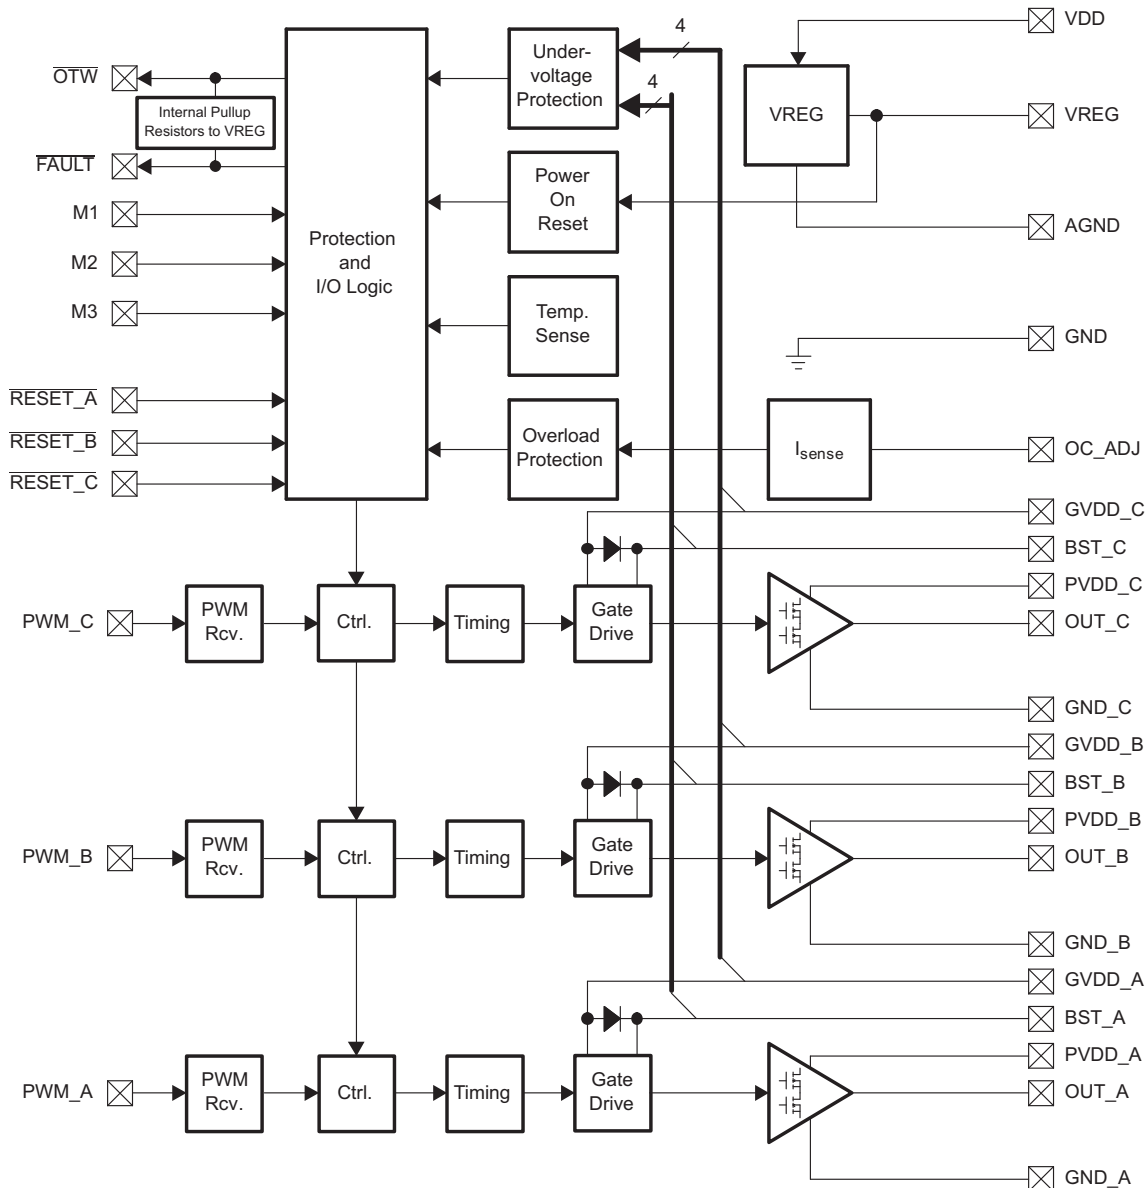 4
VDD
Under-
voltage
Protection
OTW
4
VREG
VREG
Internal Pullup
Resistors to VREG
FAULT
Power
On
Reset
M1
AGND
Protection
and
I/O Logic
M2
M3
Temp.
Sense
GND
RESET_A
RESET_B
RESET_C
Overload
Protection
Isense
OC_ADJ
GVDD_C
BST_C
PVDD_C
PWM_C
PWM
Rcv.
Ctrl.
Timing
Gate
Drive
OUT_C
GND_C
GVDD_B
BST_B
PVDD_B
PWM_B
PWM
Rcv.
Ctrl.
Timing
Gate
Drive
OUT_B
GND_B
GVDD_A
BST_A
PVDD_A
PWM_A
PWM
Rcv.
Ctrl.
Timing
Gate
Drive
OUT_A
GND_A